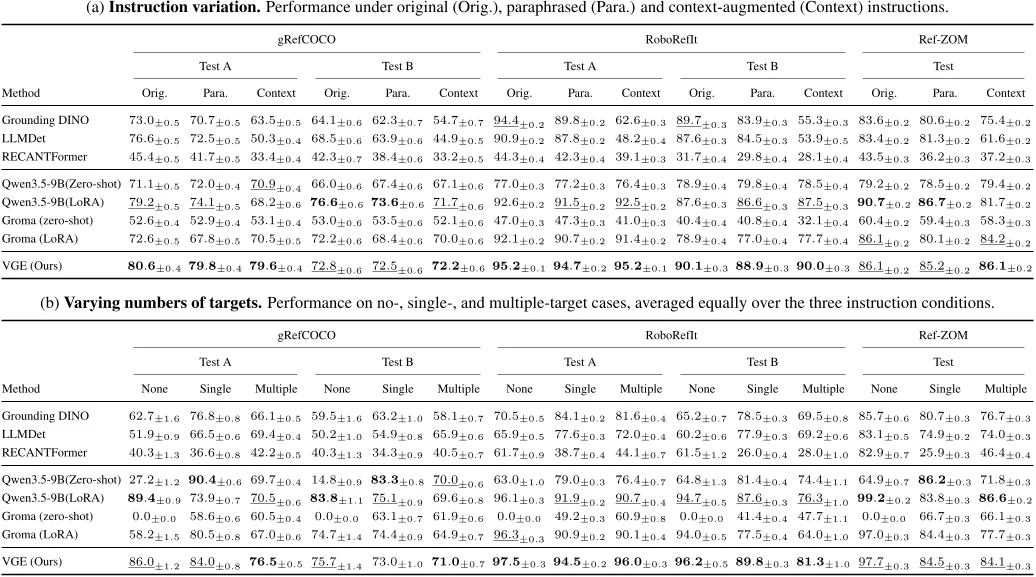 (a) Instruction variation. Performance under original (Orig.), paraphrased (Para.) and context-augmented (Context) instructions.
gRefCOCO RoboRefIt Ref-ZOM
Test A Test B Test A Test B Test
Method Orig. Para. Context Orig. Para. Context Orig. Para. Context Orig. Para. Context Orig. Para. Context
Grounding DINO 73.0±0.5 70.7±0.5 63.5±0.5 64.1±0.6 62.3±0.7 54.7±0.7 94.4±0.2 89.8±0.2 62.6±0.3 89.7±0.3 83.9±0.3 55.3±0.3 83.6±0.2 80.6±0.2 75.4±0.2
LLMDet 76.6±0.5 72.5±0.5 50.3±0.4 68.5±0.6 63.9±0.6 44.9±0.5 90.9±0.2 87.8±0.2 48.2±0.4 87.6±0.3 84.5±0.3 53.9±0.5 83.4±0.2 81.3±0.2 61.6±0.2
RECANTFormer 45.4±0.5 41.7±0.5 33.4±0.4 42.3±0.7 38.4±0.6 33.2±0.5 44.3±0.4 42.3±0.4 39.1±0.3 31.7±0.4 29.8±0.4 28.1±0.4 43.5±0.3 36.2±0.3 37.2±0.3
Qwen3.5-9B(Zero-shot) 71.1±0.5 72.0±0.4 70.9±0.4 66.0±0.6 67.4±0.6 67.1±0.6 77.0±0.3 77.2±0.3 76.4±0.3 78.9±0.4 79.8±0.4 78.5±0.4 79.2±0.2 78.5±0.2 79.4±0.2
Qwen3.5-9B(LoRA) 79.2±0.5 74.1±0.5 68.2±0.6 76.6±0.6 73.6±0.6 71.7±0.6 92.6±0.2 91.5±0.2 92.5±0.2 87.6±0.3 86.6±0.3 87.5±0.3 90.7±0.2 86.7±0.2 81.7±0.2
Groma (zero-shot) 52.6±0.4 52.9±0.4 53.1±0.4 53.0±0.6 53.5±0.6 52.1±0.6 47.0±0.3 47.3±0.3 41.0±0.3 40.4±0.4 40.8±0.4 32.1±0.4 60.4±0.2 59.4±0.3 58.3±0.3
Groma (LoRA) 72.6±0.5 67.8±0.5 70.5±0.5 72.2±0.6 68.4±0.6 70.0±0.6 92.1±0.2 90.7±0.2 91.4±0.2 78.9±0.4 77.0±0.4 77.7±0.4 86.1±0.2 80.1±0.2 84.2±0.2
VGE (Ours) 80.6±0.4 79.8±0.4 79.6±0.4 72.8±0.6 72.5±0.6 72.2±0.6 95.2±0.1 94.7±0.2 95.2±0.1 90.1±0.3 88.9±0.3 90.0±0.3 86.1±0.2 85.2±0.2 86.1±0.2
(b) Varying numbers of targets. Performance on no-, single-, and multiple-target cases, averaged equally over the three instruction conditions.
gRefCOCO RoboRefIt Ref-ZOM
Test A Test B Test A Test B Test
Method None Single Multiple None Single Multiple None Single Multiple None Single Multiple None Single Multiple
Grounding DINO 62.7±1.6 76.8±0.8 66.1±0.5 59.5±1.6 63.2±1.0 58.1±0.7 70.5±0.5 84.1±0.2 81.6±0.4 65.2±0.7 78.5±0.3 69.5±0.8 85.7±0.6 80.7±0.3 76.7±0.3
LLMDet 51.9±0.9 66.5±0.6 69.4±0.4 50.2±1.0 54.9±0.8 65.9±0.6 65.9±0.5 77.6±0.3 72.0±0.4 60.2±0.6 77.9±0.3 69.2±0.6 83.1±0.5 74.9±0.2 74.0±0.3
RECANTFormer 40.3±1.3 36.6±0.8 42.2±0.5 40.3±1.3 34.3±0.9 40.5±0.7 61.7±0.9 38.7±0.4 44.1±0.7 61.5±1.2 26.0±0.4 28.0±1.0 82.9±0.7 25.9±0.3 46.4±0.4
Qwen3.5-9B(Zero-shot) 27.2±1.2 90.4±0.6 69.7±0.4 14.8±0.9 83.3±0.8 70.0±0.6 63.0±1.0 79.0±0.3 76.4±0.7 64.8±1.3 81.4±0.4 74.4±1.1 64.9±0.7 86.2±0.3 71.8±0.3
Qwen3.5-9B(LoRA) 89.4±0.9 73.9±0.7 70.5±0.6 83.8±1.1 75.1±0.9 69.6±0.8 96.1±0.3 91.9±0.2 90.7±0.4 94.7±0.5 87.6±0.3 76.3±1.0 99.2±0.2 83.8±0.3 86.6±0.2
Groma (zero-shot) 0.0±0.0 58.6±0.6 60.5±0.4 0.0±0.0 63.1±0.7 61.9±0.6 0.0±0.0 49.2±0.3 60.9±0.8 0.0±0.0 41.4±0.4 47.7±1.1 0.0±0.0 66.7±0.3 66.1±0.3
Groma (LoRA) 58.2±1.5 80.5±0.8 67.0±0.6 74.7±1.4 74.4±0.9 64.9±0.7 96.3±0.3 90.9±0.2 90.1±0.4 94.0±0.5 77.5±0.4 64.0±1.0 97.0±0.3 84.4±0.3 77.7±0.3
VGE (Ours) 86.0±1.2 84.0±0.8 76.5±0.5 75.7±1.4 73.0±1.0 71.0±0.7 97.5±0.3 94.5±0.2 96.0±0.3 96.2±0.5 89.8±0.3 81.3±1.0 97.7±0.3 84.5±0.3 84.1±0.3